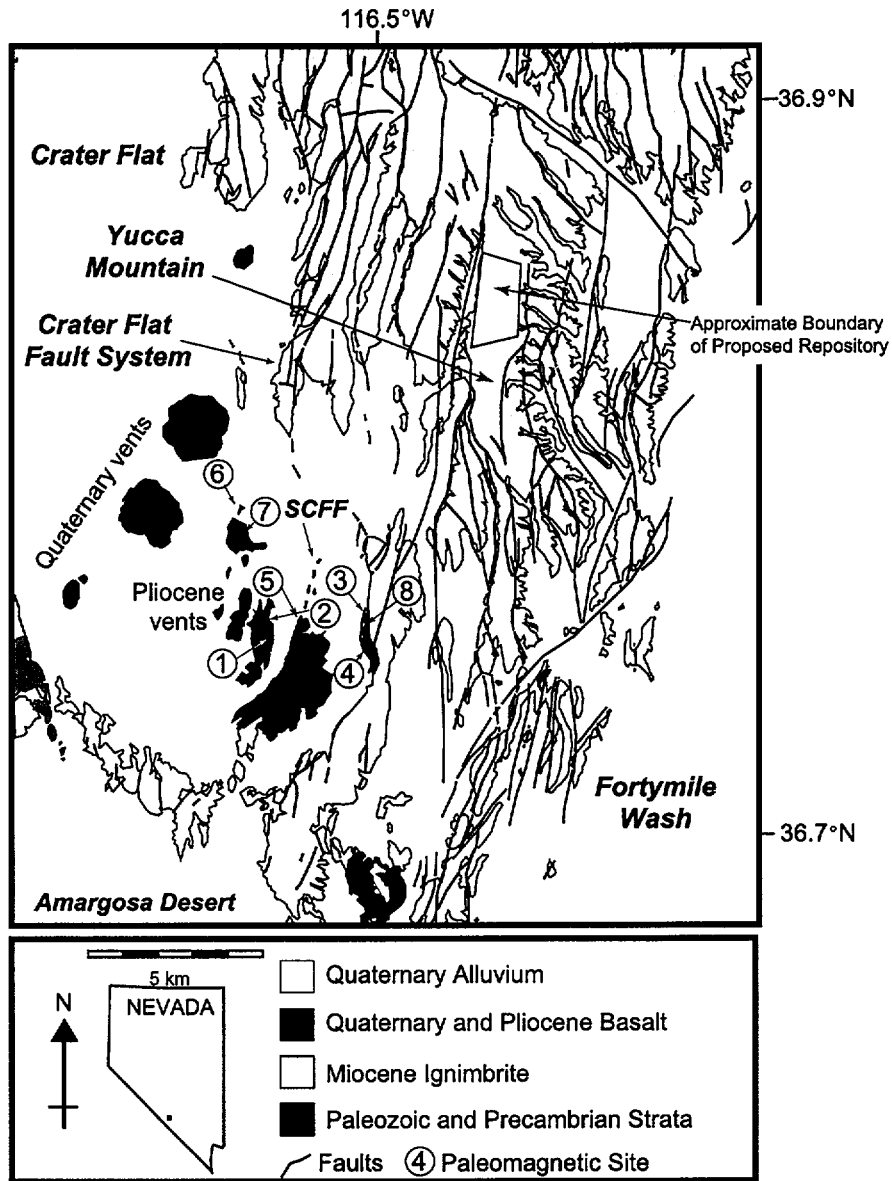 116.5°W
36.9°N
Crater Flat
Yucca
Mountain
Crater Flat
Fault System
Approximate Boundary
of Proposed Repository
Quaternary vents
6
7
SCFF
Pliocene
vents
5
2
3
8
1
4
Fortymile
Wash
36.7°N
Amargosa Desert
5 km
N
NEVADA
Quaternary Alluvium
Quaternary and Pliocene Basalt
Miocene Ignimbrite
Paleozoic and Precambrian Strata
Faults
4 Paleomagnetic Site